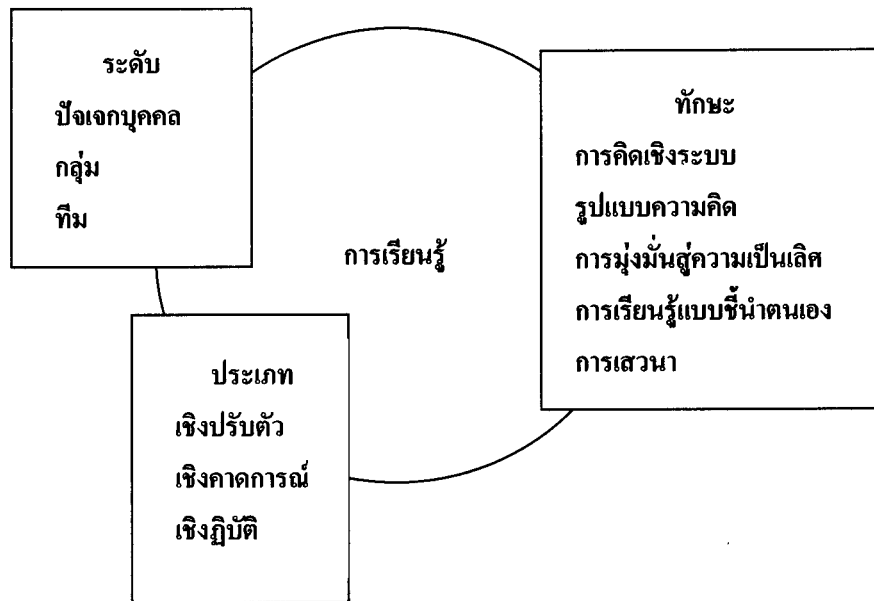 ระดับ
ปัจเจกบุคคล
กลุ่ม
ทีม
ทักษะ
การคิดเชิงระบบ
รูปแบบความคิด
การมุ่งมั่นสู่ความเป็นเลิศ
การเรียนรู้แบบชี้นำตนเอง
การเสวนา
การเรียนรู้
ประเภท
เชิงปรับตัว
เชิงคาดการณ์
เชิงฏิบัติ